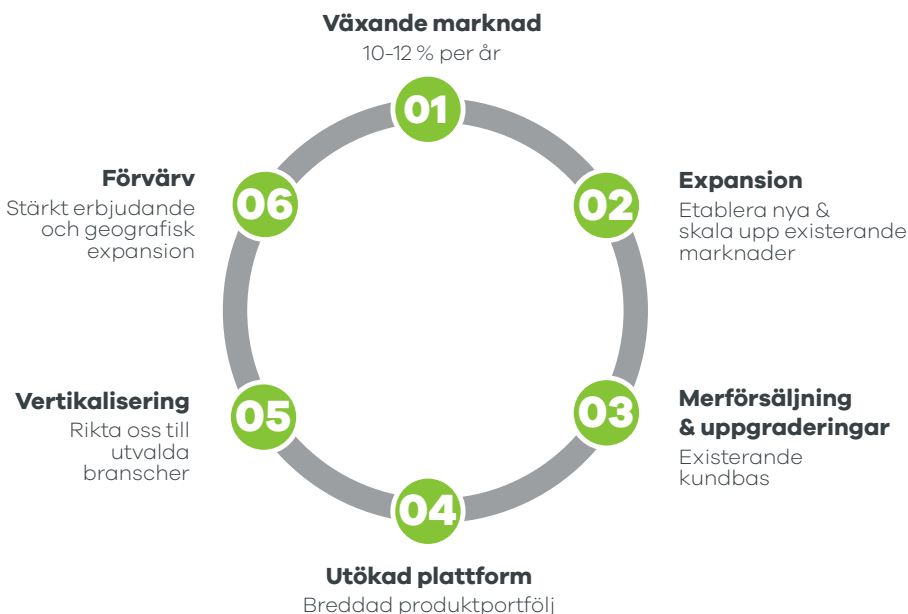 Växande marknad
10-12 % per år
01
02
Expansion
Etablera nya &
skala upp existerande
marknader
03
Merförsäljning
& uppgraderingar
Existerande
kundbas
04
Utökad plattform
Breddad produktportfölj
05
Vertikalisering
Rikta oss till
utvalda
branscher
06
Förvärv
Stärkt erbjudande
och geografisk
expansion